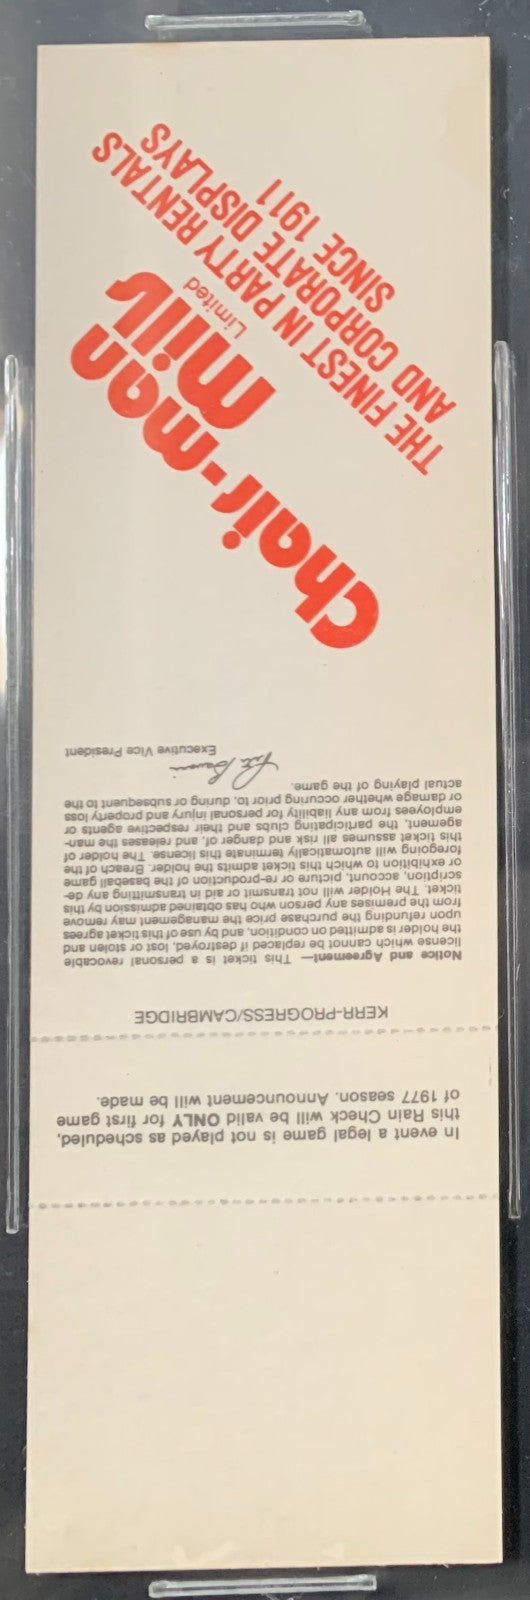 In event a legal game is not played as scheduled,
this Rain Check will be valid ONLY for first game
of 1977 season. Announcement will be made.
KERR-PROGRESS/CAMBRIDGE
Notice and Agreement— This ticket is a personal revocable
license which cannot be replaced if destroyed, lost or stolen and
the holder is admitted on condition, and by use of this ticket agrees
upon refunding the purchase price the management may remove
from the premises any person who has obtained admission by this
ticket. The Holder will not transmit or aid in transmitting any de-
scription, account, picture or re-production of the baseball game
or exhibition to which this ticket admits the holder. Breach of the
foregoing will automatically terminate this license. The holder of
this ticket assumes all risk and danger of, and releases the man-
agement, the participating clubs and their respective agents or
employees from any liability for personal injury and property loss
or damage whether occuring prior to, during or subsequent to the
actual playing of the game.
Executive Vice President
Chair-man
Mills
Limited
THE FINEST IN PARTY RENTALS
AND CORPORATE DISPLAYS
SINCE 1911